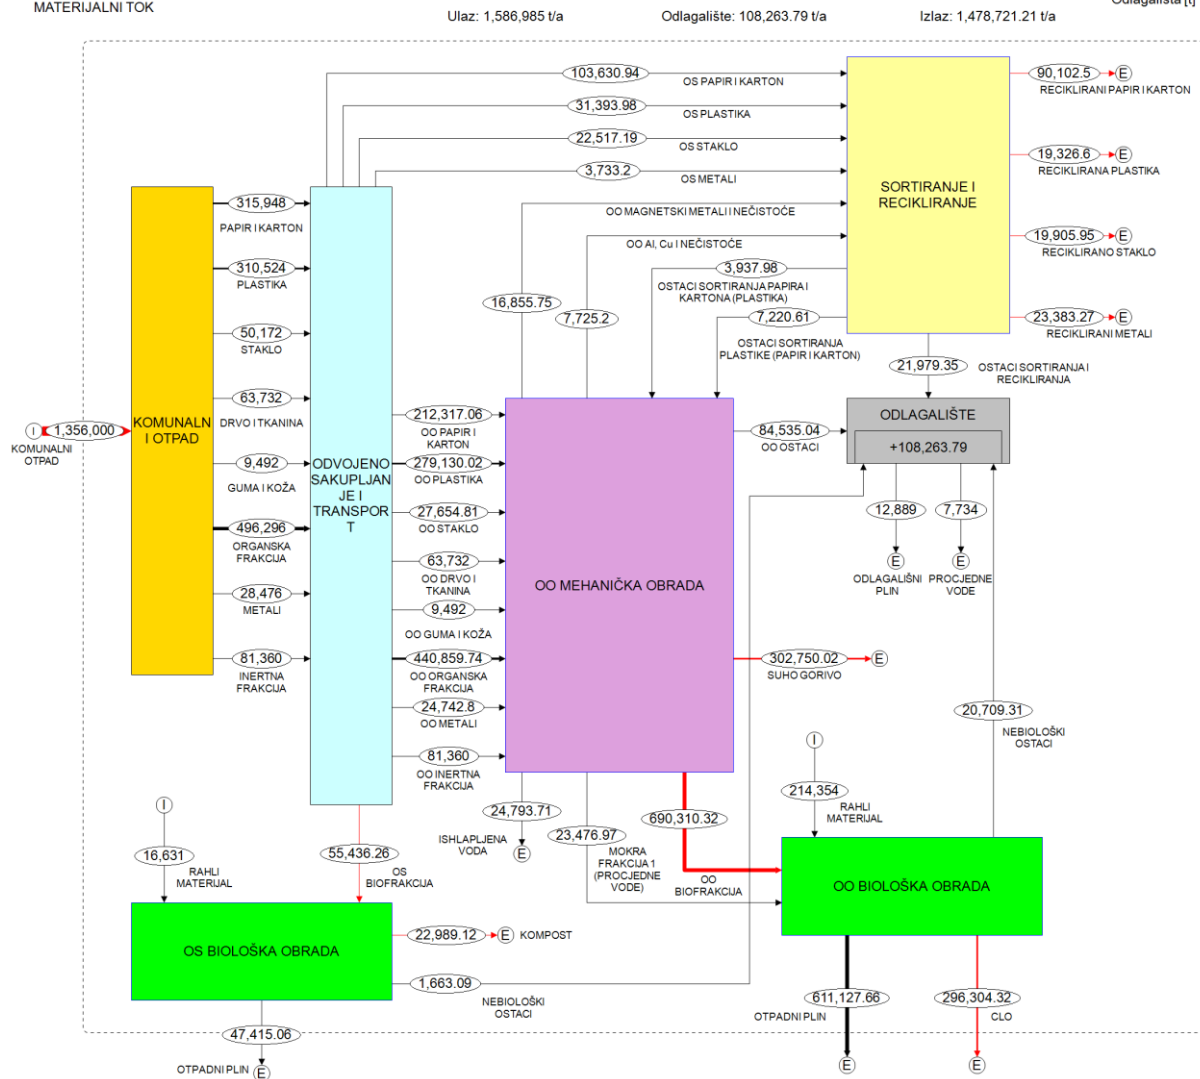 MATERIJALNI TOK
Ulaz: 1,586,985 t/a
Odlagalište: 108,263.79 t/a
Izlaz: 1,478,721.21 t/a
Odlagališta [t]
103,630.94
OS PAPIR I KARTON
31,393.98
OS PLASTIKA
22,517.19
OS STAKLO
3,733.2
OS METALI
OO MAGNETSKI METALI I NEČISTOĆE
16,855.75
OO Al, Cu I NEČISTOĆE
7,725.2
SORTIRANJE I
RECIKLIRANJE
90,102.5
E
RECIKLIRANI PAPIR I KARTON
19,326.6
E
RECIKLIRANA PLASTIKA
19,905.95
E
RECIKLIRANO STAKLO
23,383.27
E
RECIKLIRANI METALI
3,937.98
OSTACI SORTIRANJA PAPIRA I
KARTONA (PLASTIKA)
7,220.61
OSTACI SORTIRANJA
PLASTIKE (PAPIR I KARTON)
21,979.35
OSTACI SORTIRANJA I
RECIKLIRANJA
I
1,356,000
KOMUNALNI
OTPAD
KOMUNALN
I OTPAD
315,948
PAPIR I KARTON
310,524
PLASTIKA
50,172
STAKLO
63,732
DRVO I TKANINA
9,492
GUMA I KOŽA
496,296
ORGANSKA
FRAKCIJA
28,476
METALI
81,360
INERTNA
FRAKCIJA
ODVOJENO
SAKUPLJAN
JE I
TRANSPOR
T
212,317.06
OO PAPIR I
KARTON
279,130.02
OO PLASTIKA
27,654.81
OO STAKLO
63,732
OO DRVO I
TKANINA
9,492
OO GUMA I KOŽA
440,859.74
OO ORGANSKA
FRAKCIJA
24,742.8
OO METALI
81,360
OO INERTNA
FRAKCIJA
OO MEHANIČKA OBRADA
84,535.04
OO OSTACI
ODLAGALIŠTE
+108,263.79
12,889
E
ODLAGALIŠNI
PLIN
7,734
E
PROCJEDNE
VODE
302,750.02
E
SUHO GORIVO
20,709.31
NEBIOLOŠKI
OSTACI
24,793.71
ISHLAPLJENA
VODA
E
23,476.97
MOKRA
FRAKCIJA 1
(PROCJEDNE
VODE)
690,310.32
OO
BIOFRAKCIJA
I
214,354
RAHLI
MATERIJAL
OO BIOLOŠKA OBRADA
I
16,631
RAHLI
MATERIJAL
55,436.26
OS
BIOFRAKCIJA
OS BIOLOŠKA OBRADA
22,989.12
E
KOMPOST
1,663.09
NEBIOLOŠKI
OSTACI
47,415.06
OTPADNI PLIN
E
611,127.66
OTPADNI PLIN
E
296,304.32
CLO
E